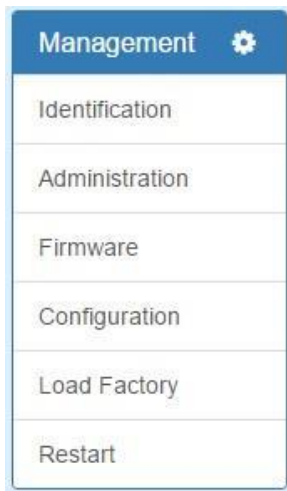 Management
Identification
Administration
Firmware
Configuration
Load Factory
Restart